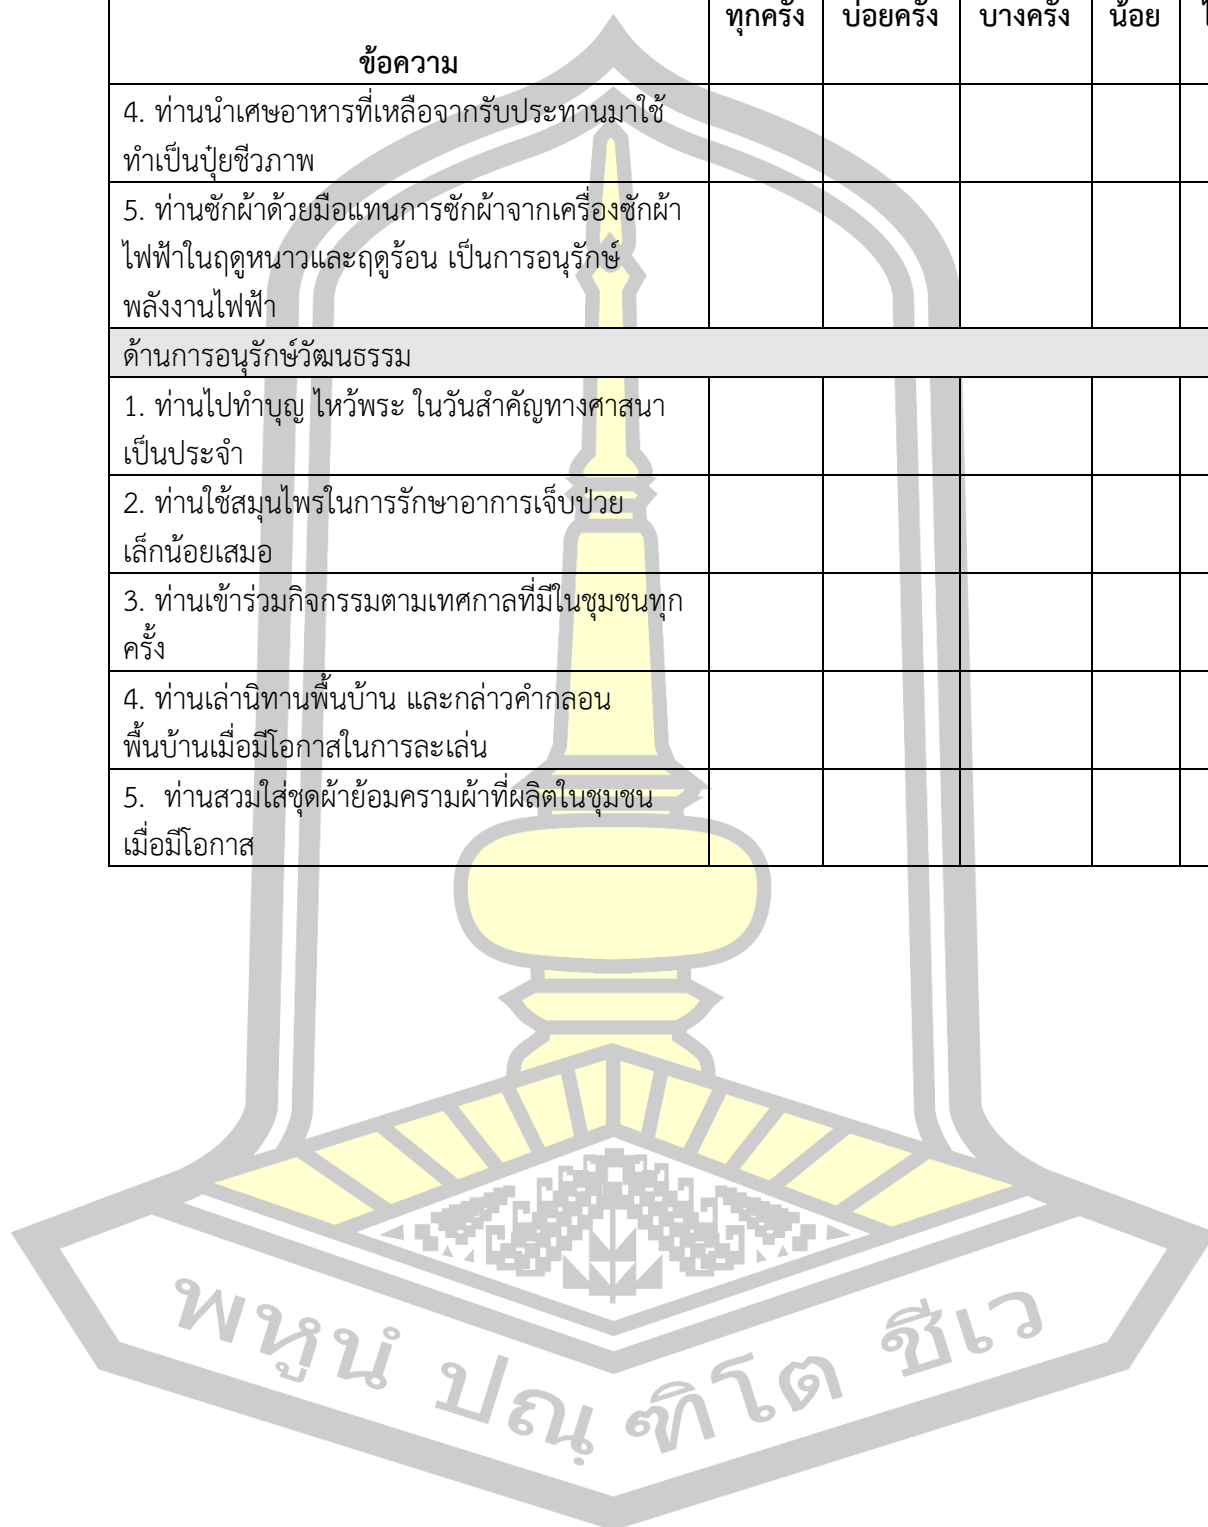 ทุกครั้ง บ่อยครั้ง บางครั้ง น้อย
ข้อความ
4. ท่านนำเศษอาหารที่เหลือจากรับประทานมาใช้
ทำเป็นปุ๋ยชีวภาพ
5. ท่านซักผ้าด้วยมือแทนการซักผ้าจากเครื่องซักผ้า
ไฟฟ้าในฤดูหนาวและฤดูร้อน เป็นการอนุรักษ์
พลังงานไฟฟ้า
ด้านการอนุรักษ์วัฒนธรรม
1. ท่านไปทำบุญ ไหว้พระ ในวันสำคัญทางศาสนา
เป็นประจำ
2. ท่านใช้สมุนไพรในการรักษาอาการเจ็บป่วย
เล็กน้อยเสมอ
3. ท่านเข้าร่วมกิจกรรมตามเทศกาลที่มีในชุมชนทุก
ครั้ง
4. ท่านเล่านิทานพื้นบ้าน และกล่าวคำกลอน
พื้นบ้านเมื่อมีโอกาสในการละเล่น
5. ท่านสวมใส่ชุดผ้าย้อมครามผ้าที่ผลิตในชุมชน
เมื่อมีโอกาส
พหูนํ ปณฺฑิโต ชีเว